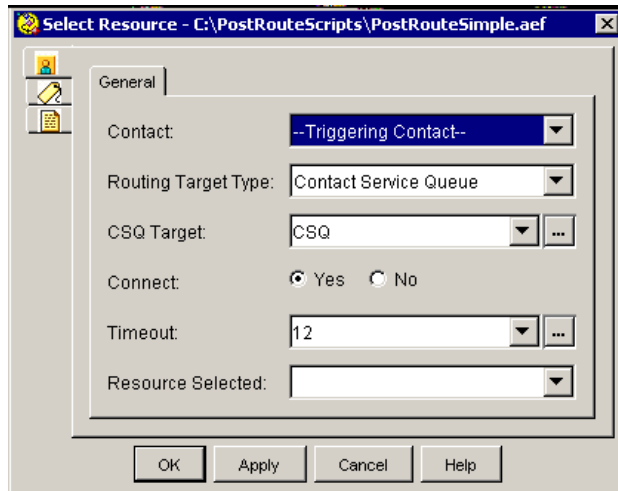 Select Resource - C:\PostRouteScripts\PostRouteSimple.aef
General
Contact: --Triggering Contact--
Routing Target Type: Contact Service Queue
CSQ Target: CSQ ...
Connect: Yes No
Timeout: 12 ...
Resource Selected:
OK Apply Cancel Help